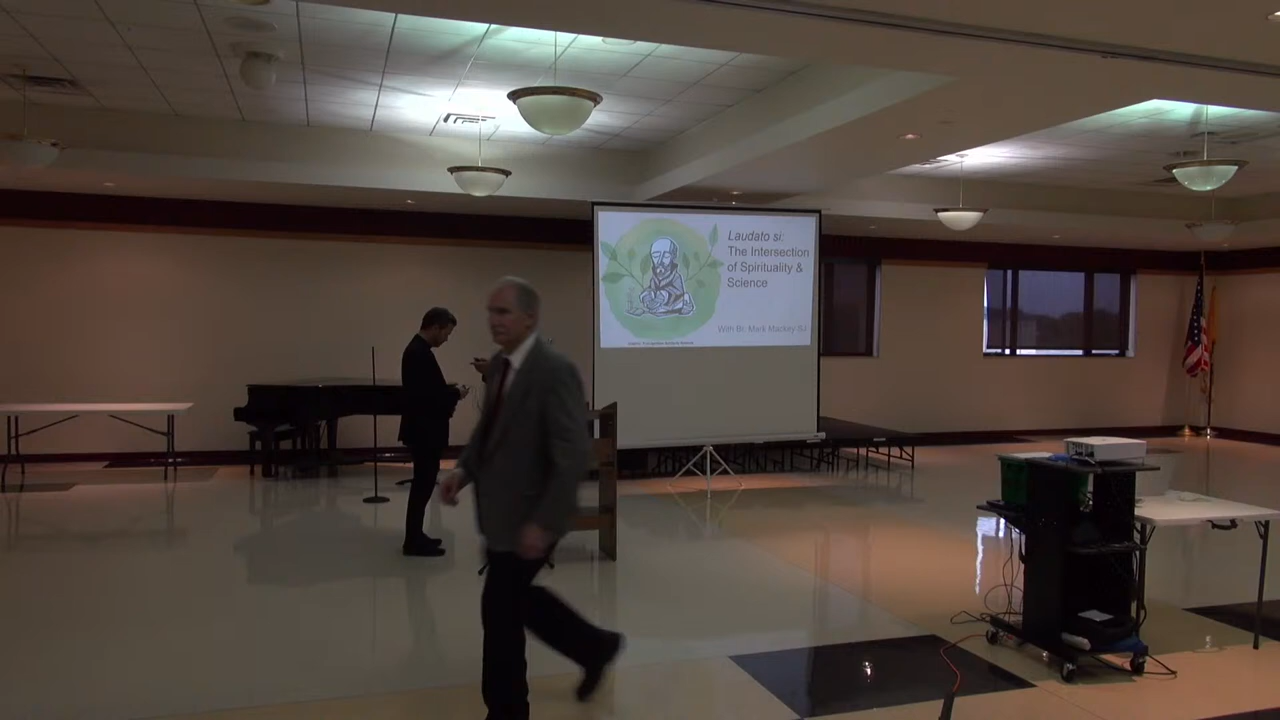 Laudato si:
The Intersection
of Spirituality &
Science
With Br. Mark Mackey SJ